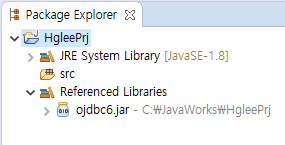 Package Explorer
HgleePrj
JRE System Library [JavaSE-1.8]
src
Referenced Libraries
ojdbc6.jar - C:₩JavaWorks₩HgleePrj